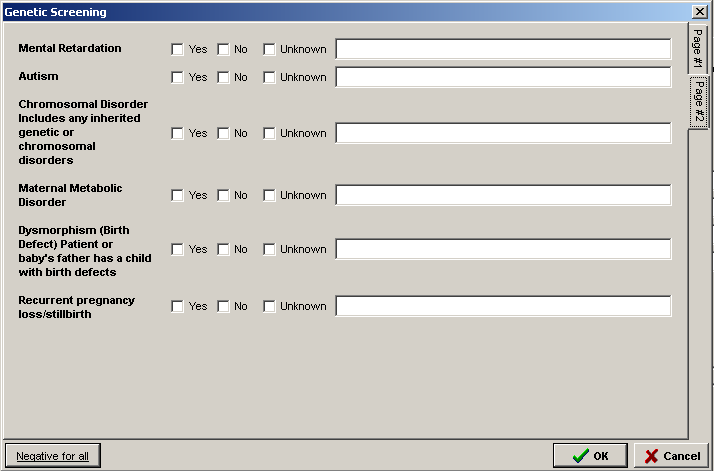 Genetic Screening
Mental Retardation Yes No Unknown
Autism Yes No Unknown
Chromosomal Disorder
Includes any inherited
genetic or
chromosomal
disorders
Yes No Unknown
Maternal Metabolic
Disorder
Yes No Unknown
Dysmorphism (Birth
Defect) Patient or
baby's father has a child
with birth defects
Yes No Unknown
Recurrent pregnancy
loss/stillbirth
Yes No Unknown
Page #1
Page #2
Negative for all OK Cancel